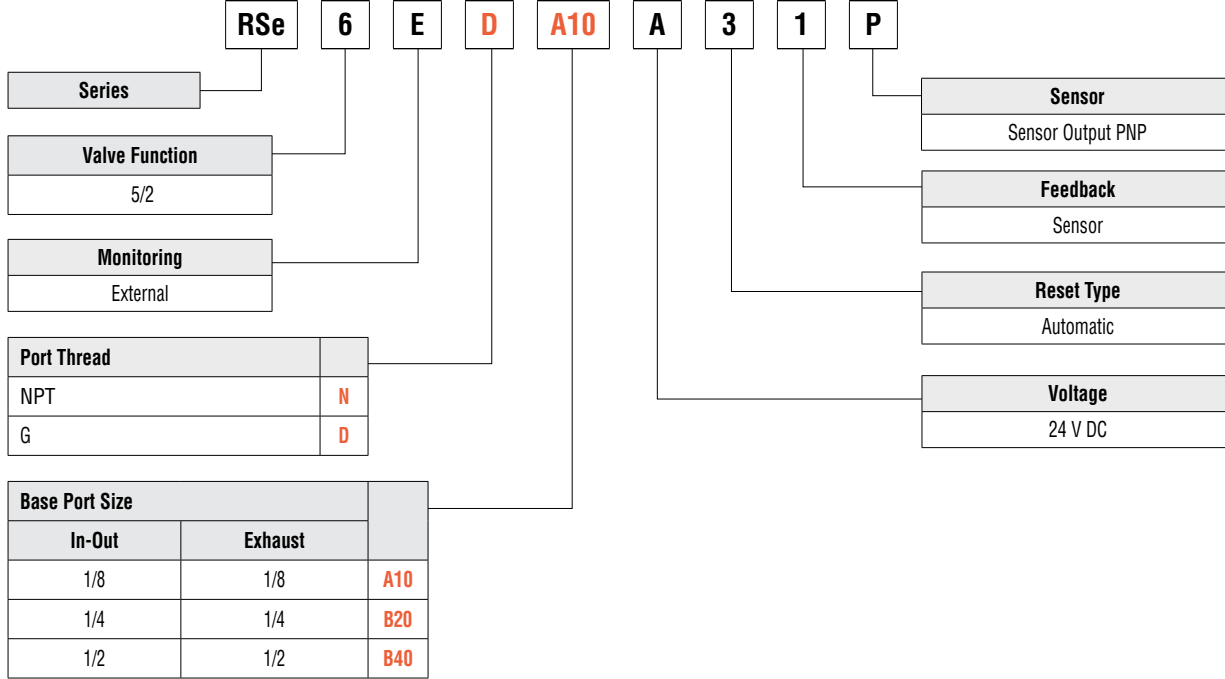 RSe 6 E D A10 A 3 1 P
Series
Valve Function
5/2
Monitoring
External
Port Thread
NPT N
G D
Base Port Size
In-Out Exhaust
1/8 1/8 A10
1/4 1/4 B20
1/2 1/2 B40
Sensor
Sensor Output PNP
Feedback
Sensor
Reset Type
Automatic
Voltage
24 V DC